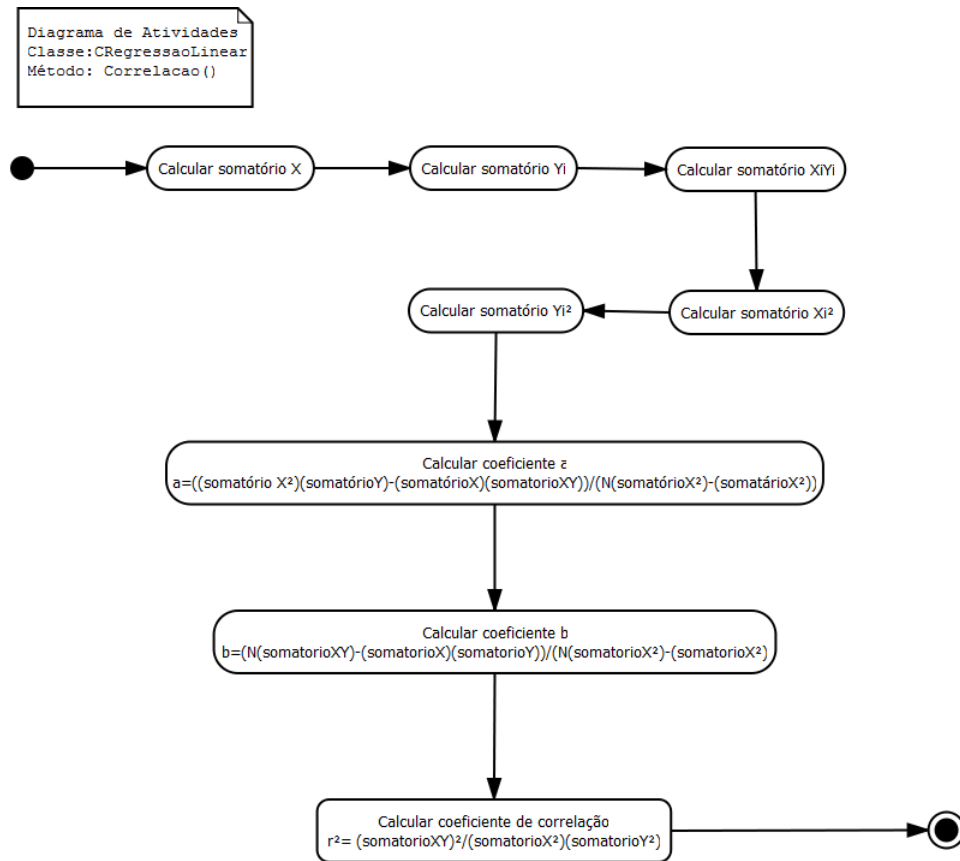 Diagrama de Atividades
Classe:CRegressaoLinear
Método: Correlacao()
Calcular somatório X
Calcular somatório Yi
Calcular somatório XiYi
Calcular somatório Yi²
Calcular somatório Xi²
Calcular coeficiente a
a=((somatório X²)(somatórioY)-(somatórioX)(somatorioXY))/(N(somatórioX²)-(somatárioX²))
Calcular coeficiente b
b=(N(somatorioXY)-(somatorioX)(somatorioY))/(N(somatorioX²)-(somatorioX²)
Calcular coeficiente de correlação
r²= (somatorioXY)²/(somatorioX²)(somatorioY²)